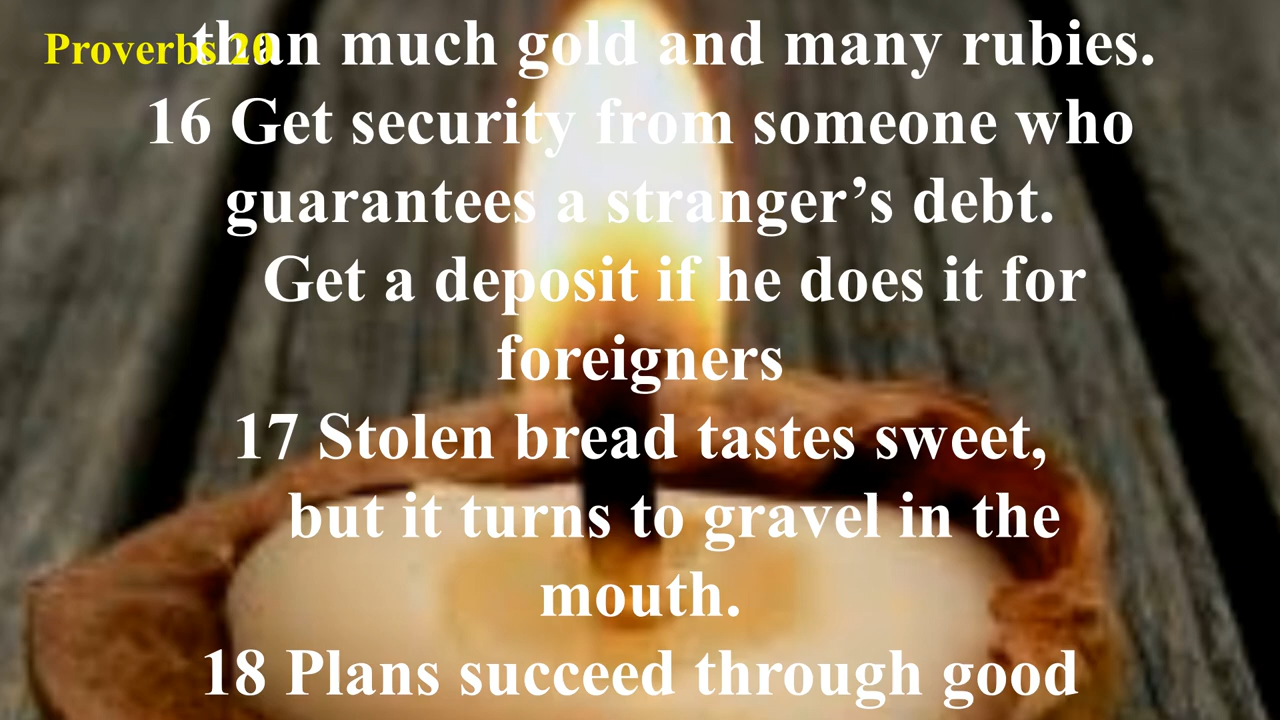 Proverbs 20
than much gold and many rubies.
16 Get security from someone who
guarantees a stranger’s debt.
Get a deposit if he does it for
foreigners
17 Stolen bread tastes sweet,
but it turns to gravel in the
mouth.
18 Plans succeed through good